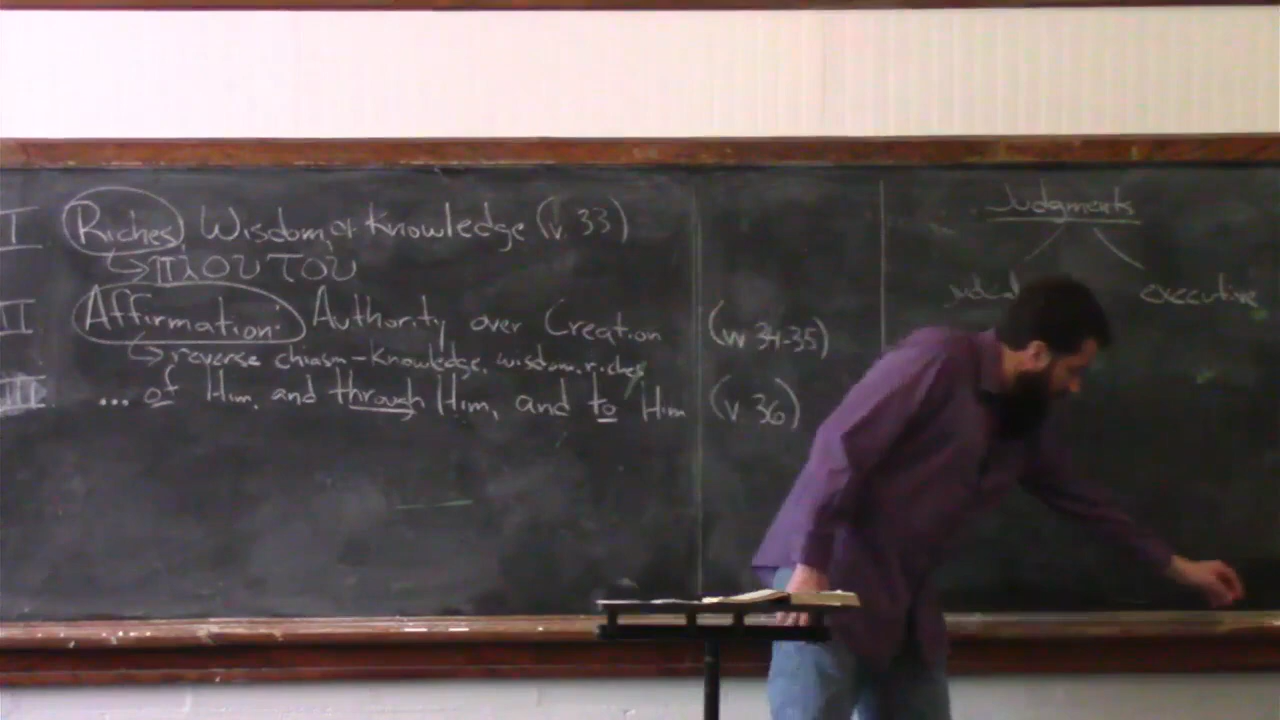 I Riches, Wisdom, & Knowledge (v. 33)
πλουτου
II Affirmation: Authority over Creation (vv 34-35)
reverse chiasm - Knowledge, wisdom, riches
III. ... of Him, and through Him, and to Him (v. 36)
Judgments
executive